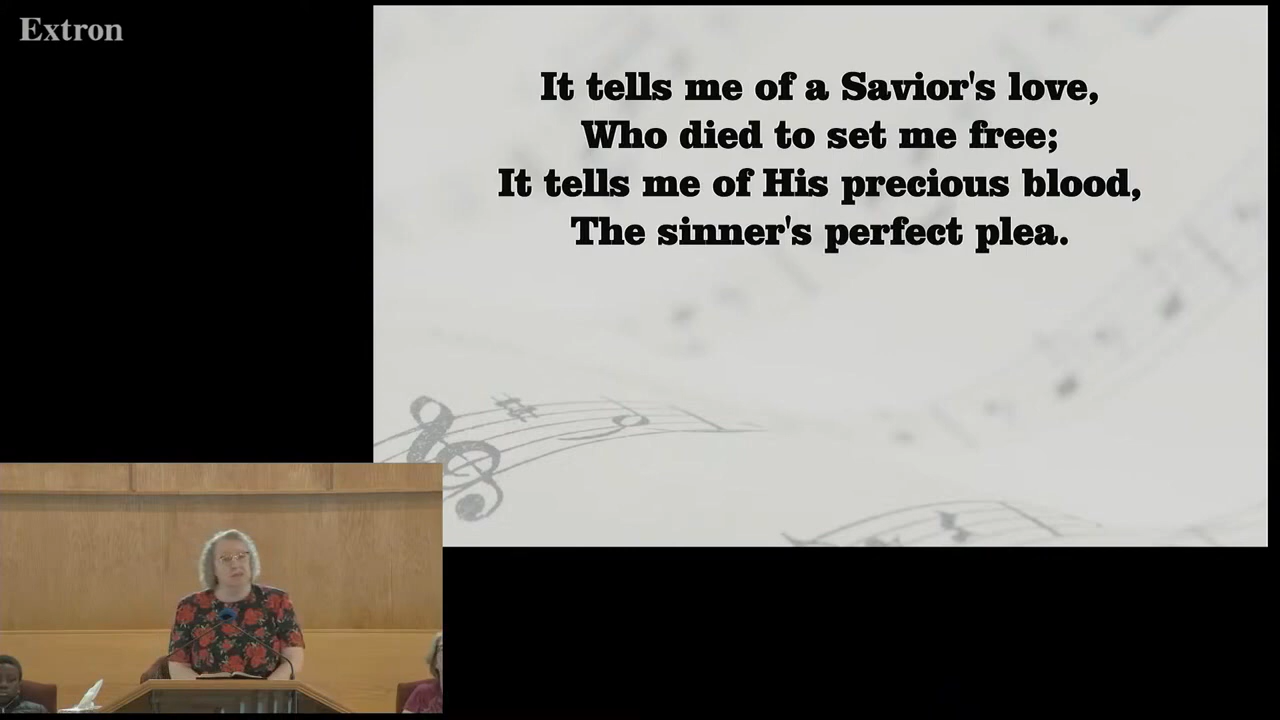 Extron
It tells me of a Savior's love,
Who died to set me free;
It tells me of His precious blood,
The sinner's perfect plea.